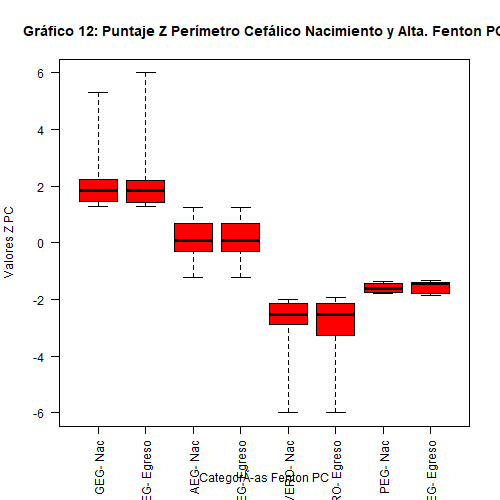 Gráfico 12: Puntaje Z Perímetro Cefálico Nacimiento y Alta. Fenton PC
Valores Z PC
6
4
2
0
-2
-4
-6
GEG- Nac
EG- Egreso
AEG- Nac
EG- Egreso
VERO- Nac
RO- Egreso
PEG- Nac
EG- Egreso
CategorÃ-as Fenton PC